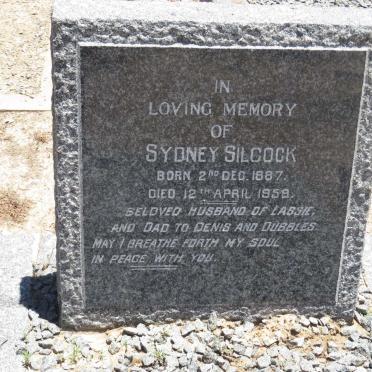 IN
LOVING MEMORY
OF
SYDNEY SILCOCK
BORN 2ND DEC. 1887.
DIED 12TH APRIL 1959.
BELOVED HUSBAND OF LASSIE,
AND DAD TO DENIS AND BUBBLES.
MAY I BREATHE FORTH MY SOUL
IN PEACE WITH YOU.